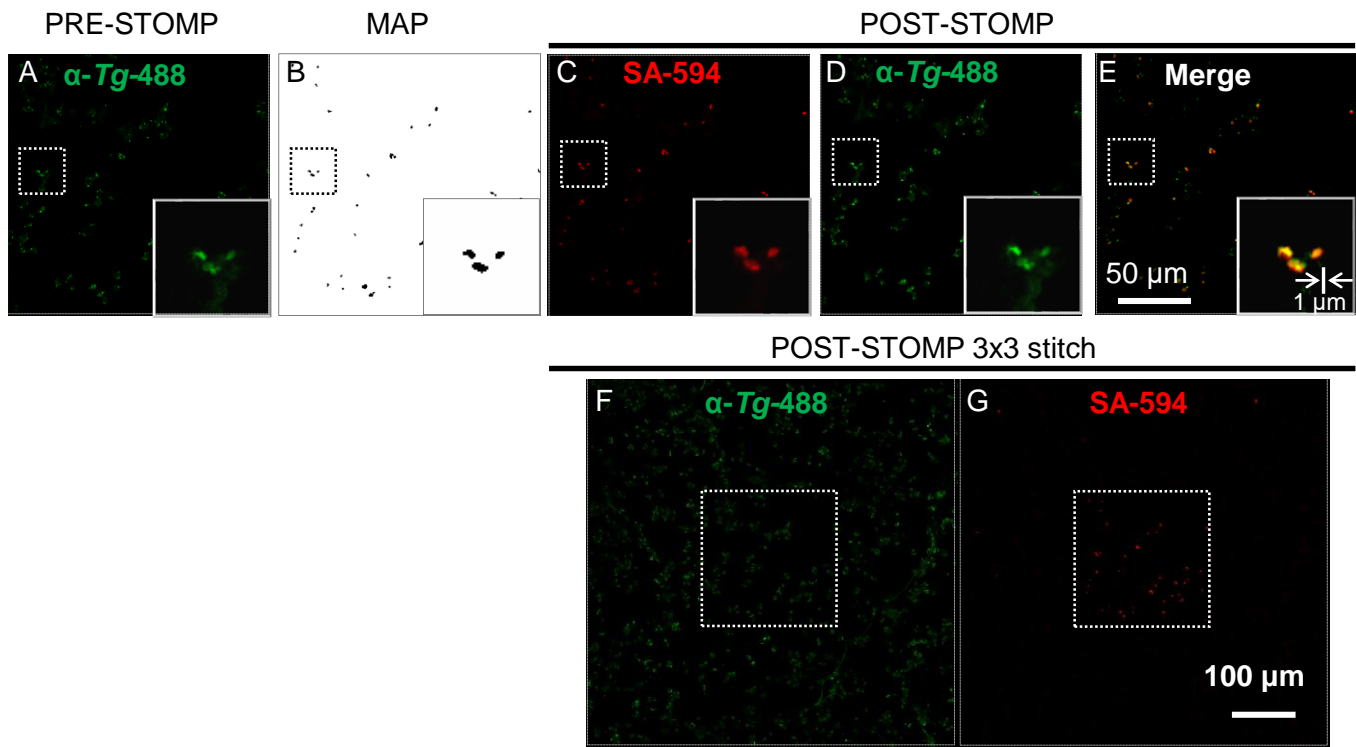 PRE-STOMP MAP POST-STOMP
A α-Tg-488 B C SA-594 D α-Tg-488 E Merge
50 µm
1 µm
POST-STOMP 3x3 stitch
F α-Tg-488 G SA-594
100 µm